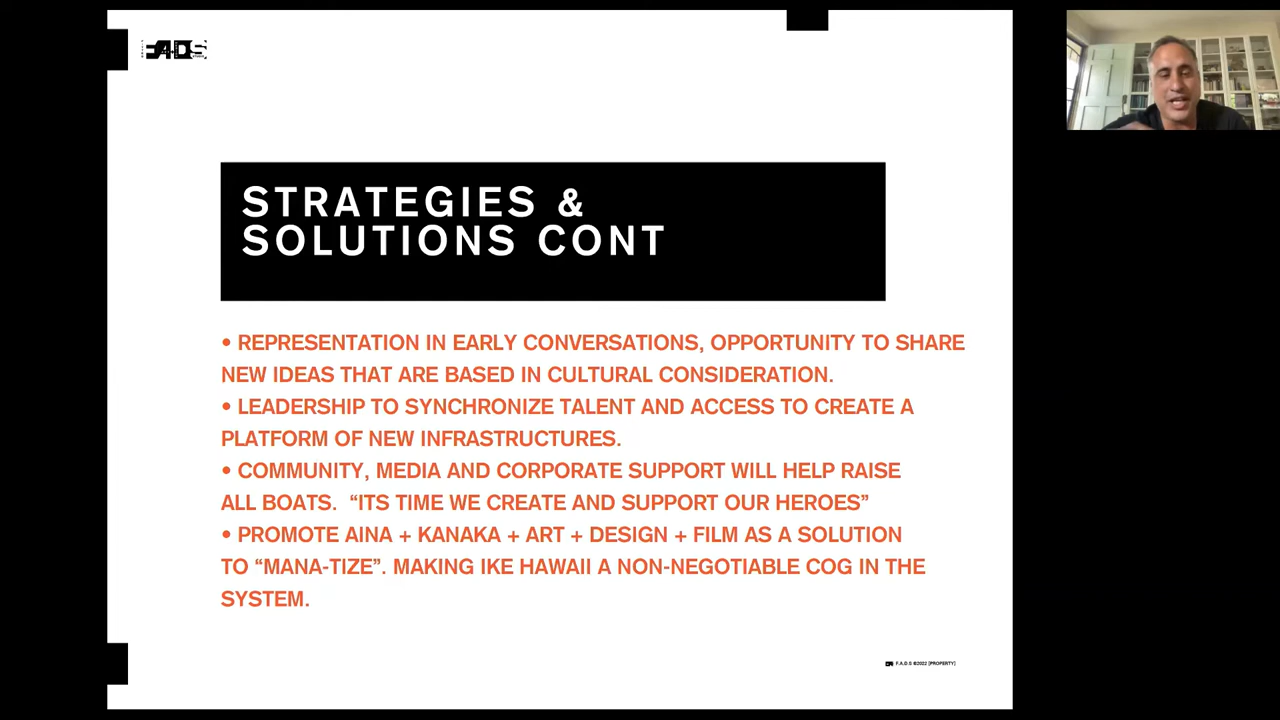 F.A.D.S
STRATEGIES &
SOLUTIONS CONT
• REPRESENTATION IN EARLY CONVERSATIONS, OPPORTUNITY TO SHARE
NEW IDEAS THAT ARE BASED IN CULTURAL CONSIDERATION.
• LEADERSHIP TO SYNCHRONIZE TALENT AND ACCESS TO CREATE A
PLATFORM OF NEW INFRASTRUCTURES.
• COMMUNITY, MEDIA AND CORPORATE SUPPORT WILL HELP RAISE
ALL BOATS.  “ITS TIME WE CREATE AND SUPPORT OUR HEROES”
• PROMOTE AINA + KANAKA + ART + DESIGN + FILM AS A SOLUTION
TO “MANA-TIZE”. MAKING IKE HAWAII A NON-NEGOTIABLE COG IN THE
SYSTEM.
F.A.D.S ©2022 [PROPERTY]